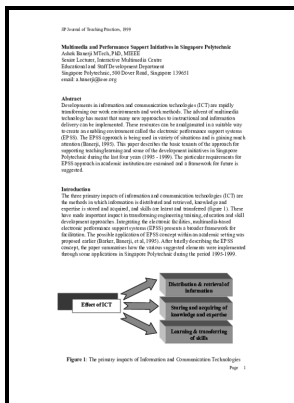 SP Journal of Teaching Practices, 1999
Multimedia and Performance Support Initiatives in Singapore Polytechnic
Ashok Banerji MTech, PhD, MIEEE
Senior Lecturer, Interactive Multimedia Centre
Educational and Staff Development Department
Singapore Polytechnic, 500 Dover Road, Singapore 139651
email: a.banerji@ieee.org
Abstract
Developments in information and communication technologies (ICT) are rapidly
transforming our work environments and work methods. The advent of multimedia
technology has meant that many new approaches to instructional and information
delivery can be implemented. These resources can be amalgamated in a suitable way
to create an enabling environment called the electronic performance support systems
(EPSS). The EPSS approach is being used in variety of situations and is gaining much
attention (Banerji, 1995). This paper describes the basic tenets of the approach for
supporting teaching/learning and some of the development initiatives in Singapore
Polytechnic during the last four years (1995 - 1999). The particular requirements for
EPSS approach in academic institution are examined and a framework for future is
suggested.
Introduction
The three primary impacts of information and communication technologies (ICT) are
the methods in which information is distributed and retrieved, knowledge and
expertise is stored and acquired, and skills are learnt and transferred (figure 1). These
have made important impact in transforming engineering training, education and skill
development approaches. Integrating the electronic facilities, multimedia-based
electronic performance support systems (EPSS) presents a broader framework for
facilitation. The possible application of EPSS concept within an academic setting was
proposed earlier (Barker, Banerji, et al, 1995). After briefly describing the EPSS
concept, the paper summarises how the various suggested elements were implemented
through some applications in Singapore Polytechnic during the period 1995-1999.
Distribution & retrieval of
information
Effect of ICT
Storing and acquiring of
knowledge and expertise
Learning & transferring
of skills
Figure 1: The primary impacts of Information and Communication Technologies
Page 1